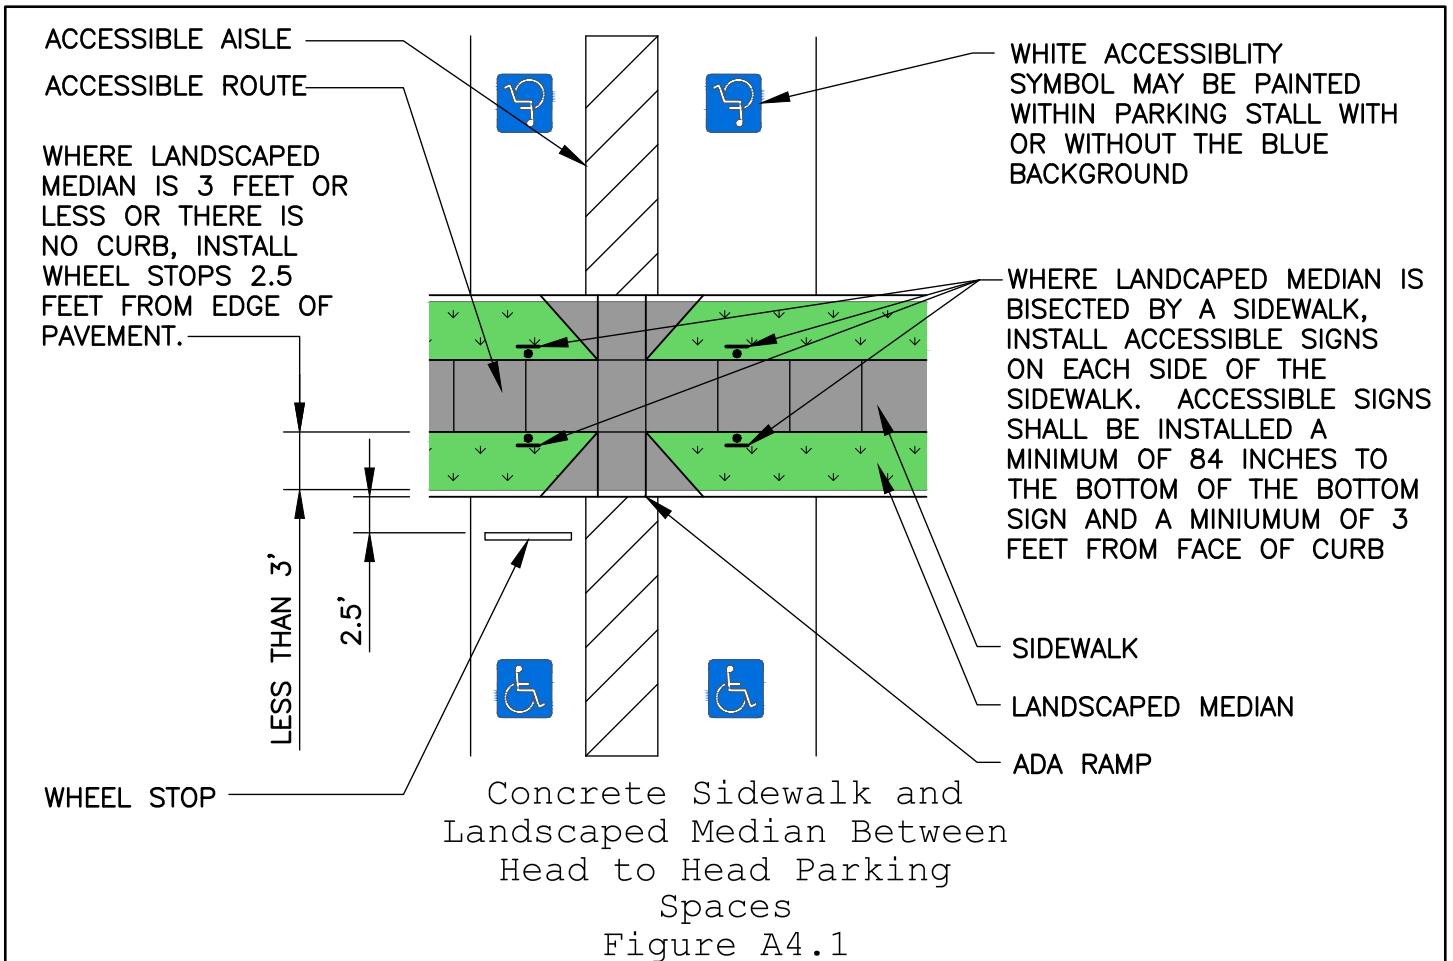 ACCESSIBLE AISLE
ACCESSIBLE ROUTE
WHERE LANDSCAPED
MEDIAN IS 3 FEET OR
LESS OR THERE IS
NO CURB, INSTALL
WHEEL STOPS 2.5
FEET FROM EDGE OF
PAVEMENT.
WHITE ACCESSIBLITY
SYMBOL MAY BE PAINTED
WITHIN PARKING STALL WITH
OR WITHOUT THE BLUE
BACKGROUND
WHERE LANDCAPED MEDIAN IS
BISECTED BY A SIDEWALK,
INSTALL ACCESSIBLE SIGNS
ON EACH SIDE OF THE
SIDEWALK. ACCESSIBLE SIGNS
SHALL BE INSTALLED A
MINIMUM OF 84 INCHES TO
THE BOTTOM OF THE BOTTOM
SIGN AND A MINIUMUM OF 3
FEET FROM FACE OF CURB
LESS THAN 3'
2.5'
SIDEWALK
LANDSCAPED MEDIAN
ADA RAMP
WHEEL STOP
Concrete Sidewalk and
Landscaped Median Between
Head to Head Parking
Spaces
Figure A4.1